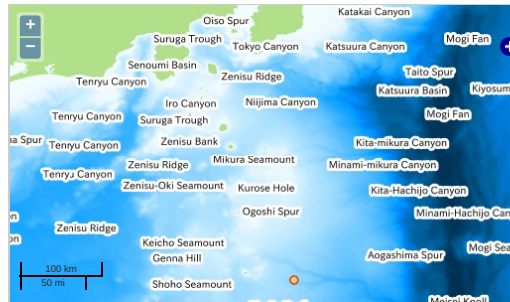 +
−
Oiso Spur
Katakai Canyon
Suruga Trough
Tokyo Canyon
Katsuura Canyon
Mogi Fan
Senoumi Basin
Zenisu Ridge
Taito Spur
Tenryu Canyon
Katsuura Basin
Kiyosum
Iro Canyon
Niijima Canyon
Tenryu Canyon
Suruga Trough
Mogi Fan
a Spur
Tenryu Canyon
Zenisu Bank
Kita-mikura Canyon
Zenisu Ridge
Mikura Seamount
Minami-mikura Canyon
Tenryu Canyon
Zenisu-Oki Seamount
Kurose Hole
Kita-Hachijo Canyon
Ogoshi Spur
Minami-Hachijo Can
Zenisu Ridge
on
Keicho Seamount
Mogi Sea
Genna Hill
Aogashima Spur
100 km
50 mi
Shoho Seamount
Meisei Knoll